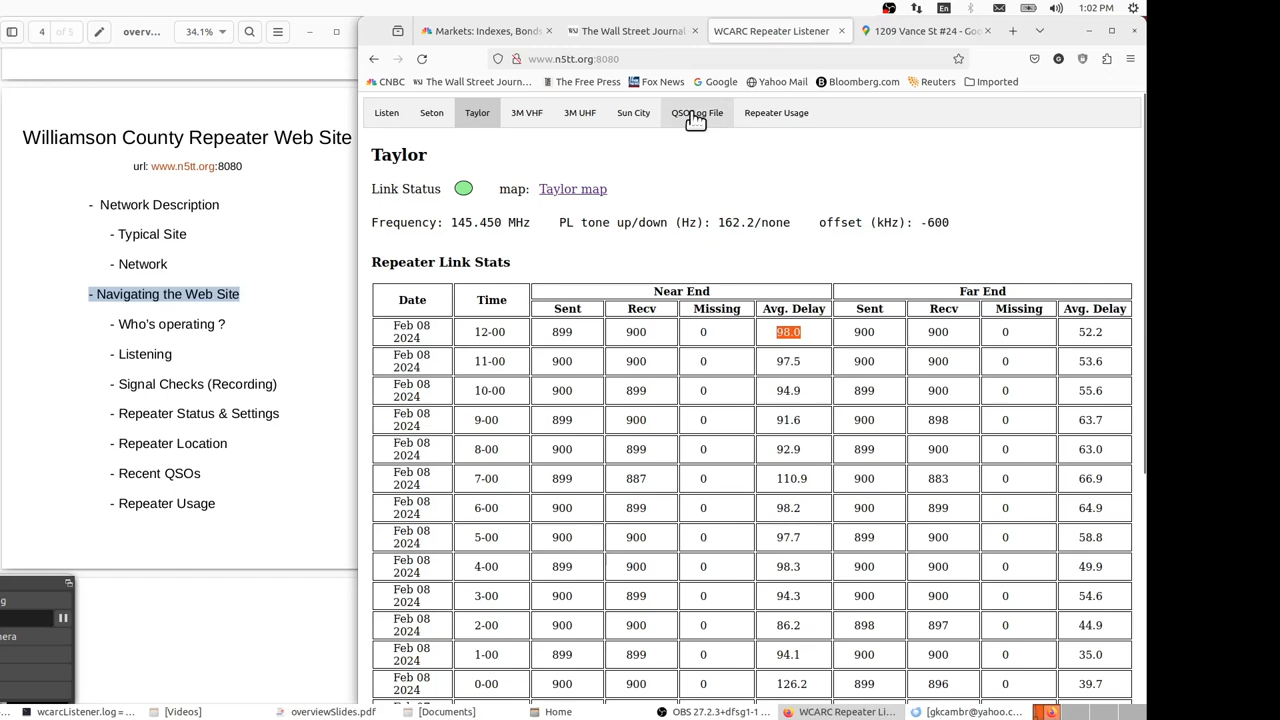 En 1:02 PM
4 of 5 overv... 34.1%
Markets: Indexes, Bonds The Wall Street Journal WCARC Repeater Listener 1209 Vance St #24 - Goo
www.n5tt.org:8080
CNBC The Wall Street Journ... The Free Press Fox News Google Yahoo Mail Bloomberg.com Reuters Imported
Listen Seton Taylor 3M VHF 3M UHF Sun City QSO Log File Repeater Usage
Williamson County Repeater Web Site
url: www.n5tt.org:8080
- Network Description
- Typical Site
- Network
- Navigating the Web Site
- Who's operating ?
- Listening
- Signal Checks (Recording)
- Repeater Status & Settings
- Repeater Location
- Recent QSOs
- Repeater Usage
Taylor
Link Status map: Taylor map
Frequency: 145.450 MHz PL tone up/down (Hz): 162.2/none offset (kHz): -600
Repeater Link Stats
Date Time Near End Far End
Sent Recv Missing Avg. Delay Sent Recv Missing Avg. Delay
Feb 08 2024 12-00 899 900 0 98.0 900 900 0 52.2
Feb 08 2024 11-00 900 900 0 97.5 900 900 0 53.6
Feb 08 2024 10-00 900 899 0 94.9 899 900 0 55.6
Feb 08 2024 9-00 899 900 0 91.6 900 898 0 63.7
Feb 08 2024 8-00 900 899 0 92.9 899 900 0 63.0
Feb 08 2024 7-00 899 887 0 110.9 900 883 0 66.9
Feb 08 2024 6-00 900 899 0 98.2 900 899 0 64.9
Feb 08 2024 5-00 900 899 0 97.7 899 900 0 58.8
Feb 08 2024 4-00 899 900 0 98.3 900 900 0 49.9
Feb 08 2024 3-00 900 899 0 94.3 900 900 0 54.6
Feb 08 2024 2-00 900 900 0 86.2 898 897 0 44.9
Feb 08 2024 1-00 899 899 0 94.1 900 900 0 35.0
Feb 08 2024 0-00 900 900 0 126.2 899 896 0 39.7
wcarcListener.log =... [Videos] overviewSlides.pdf [Documents] Home OBS 27.2.3+dfsg1-1 ... WCARC Repeater Li... [gkcambr@yahoo.c...